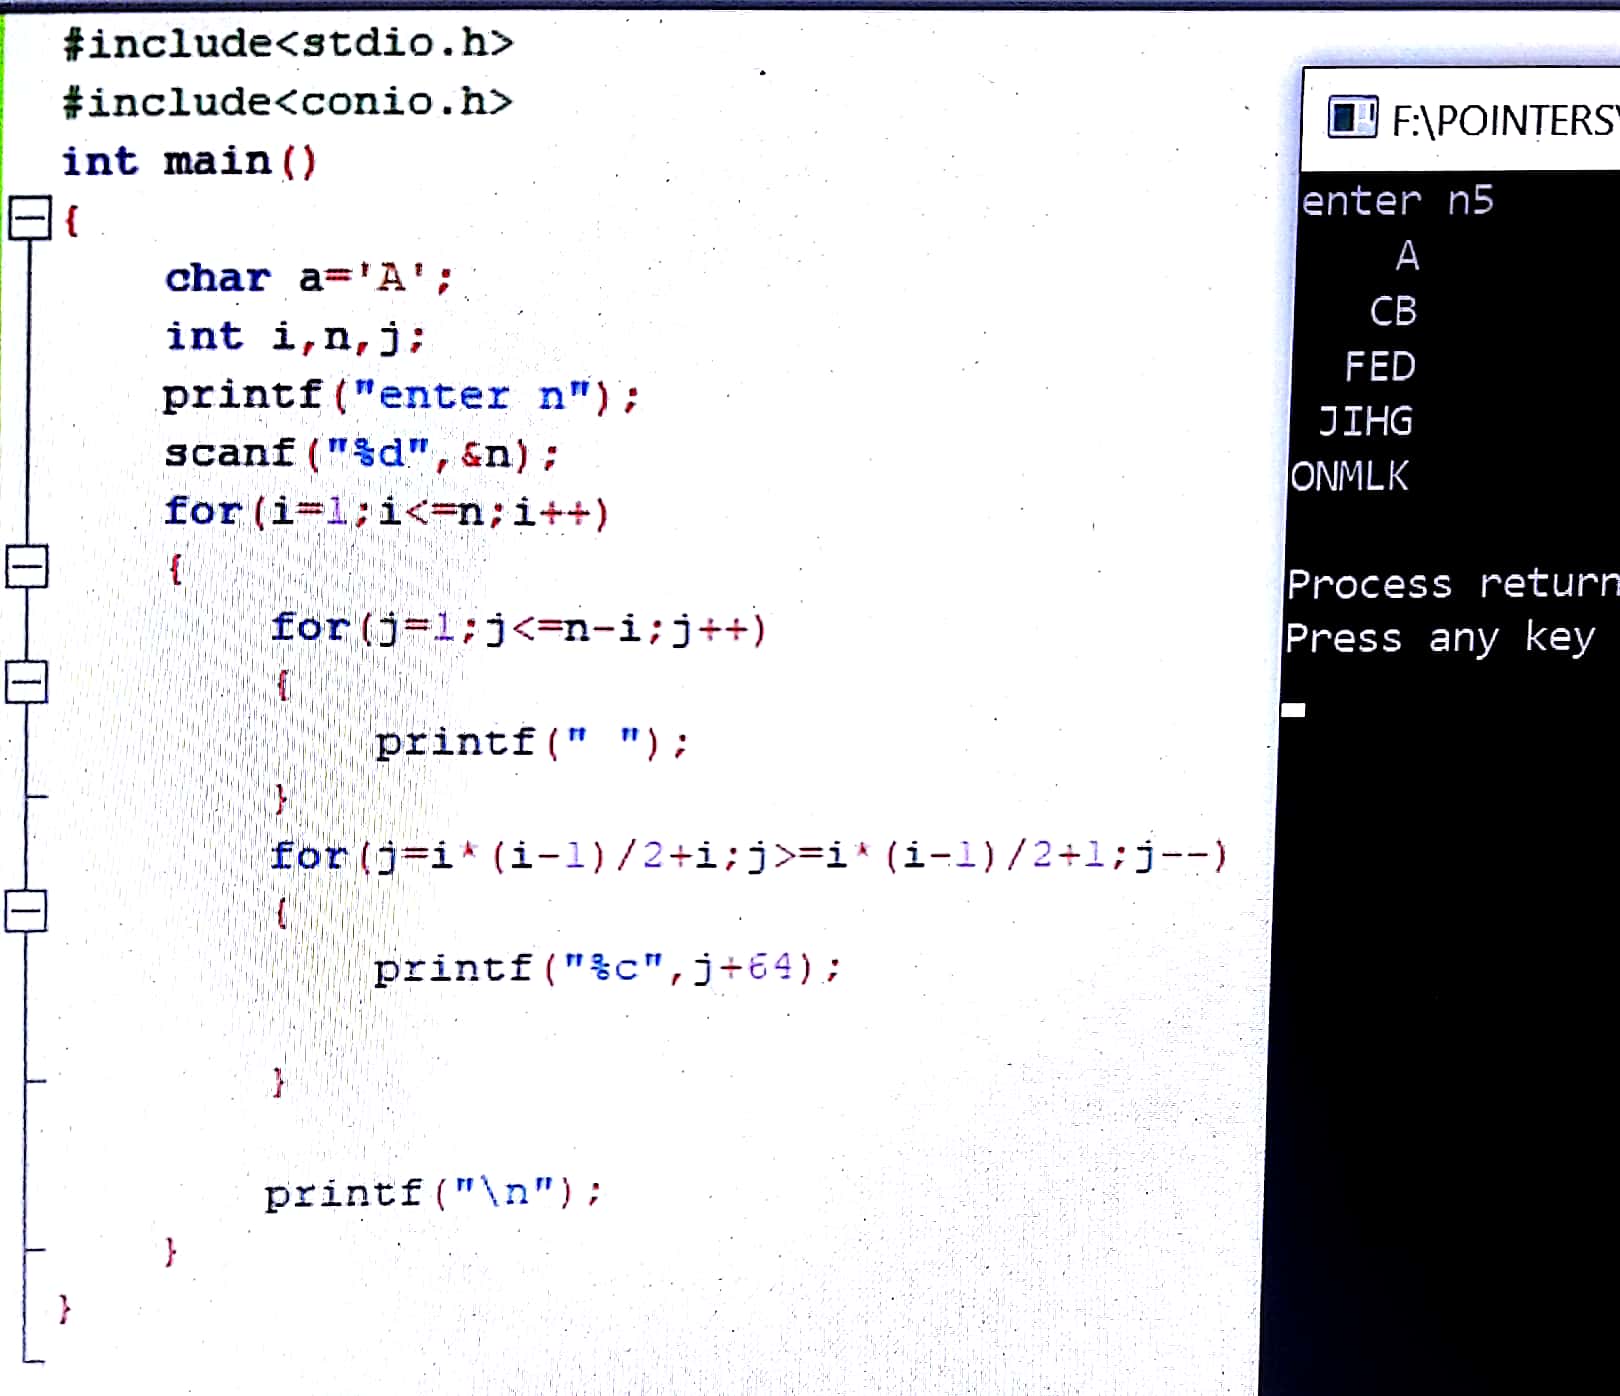 #include<stdio.h>
#include<conio.h>
int main()
{
char a='A';
int i,n,j;
printf("enter n");
scanf("%d",&n);
for(i=1;i<=n;i++)
{
for(j=1;j<=n-i;j++)
{
printf(" ");
}
for(j=i*(i-1)/2+i;j>=i*(i-1)/2+1;j--)
{
printf("%c",j+64);
}
printf("\n");
}
}
F:\POINTERS\
enter n5
A
CB
FED
JIHG
ONMLK
Process return
Press any key